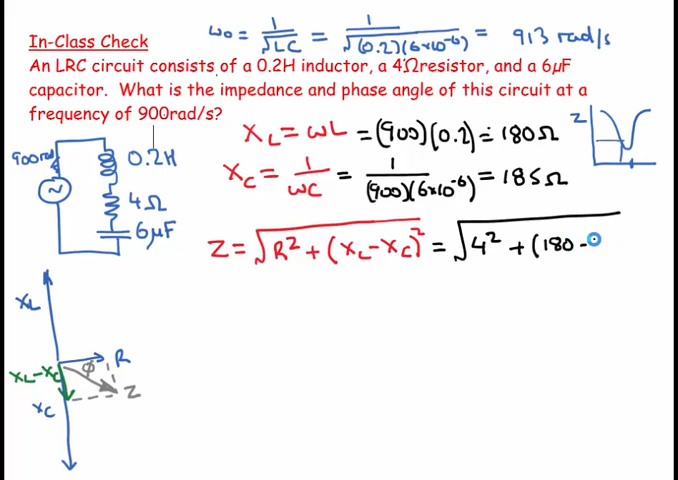 ω₀ = 1/√LC = 1/√(0.2)(6×10⁻⁶) = 913 rad/s
In-Class Check
An LRC circuit consists of a 0.2H inductor, a 4Ωresistor, and a 6μF
capacitor. What is the impedance and phase angle of this circuit at a
frequency of 900rad/s?
X_L = ωL = (900)(0.2) = 180Ω
Z
900rad
0.2H
X_C = 1/ωC = 1/(900)(6×10⁻⁶) = 185Ω
4Ω
6μF
Z = √R² + (X_L - X_C)² = √4² + (180 -
X_L
R
φ
X_L-X_C
Z
X_C